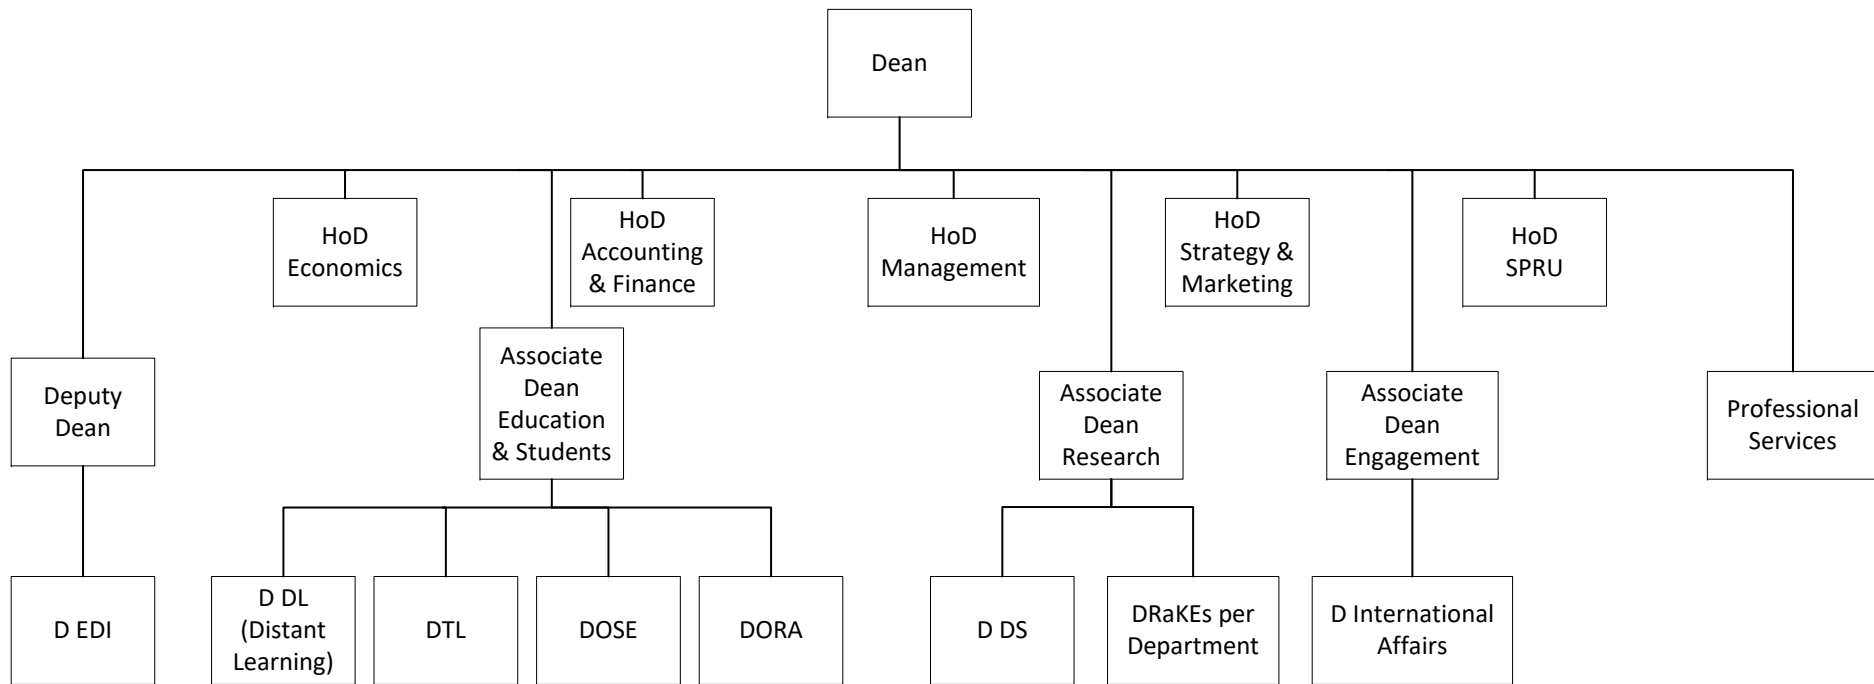 Dean
HoD
Economics
HoD
Accounting
& Finance
HoD
Management
HoD
Strategy &
Marketing
HoD
SPRU
Deputy
Dean
Associate
Dean
Education
& Students
Associate
Dean
Research
Associate
Dean
Engagement
Professional
Services
D EDI
D DL
(Distant
Learning)
DTL
DOSE
DORA
D DS
DRaKEs per
Department
D International
Affairs